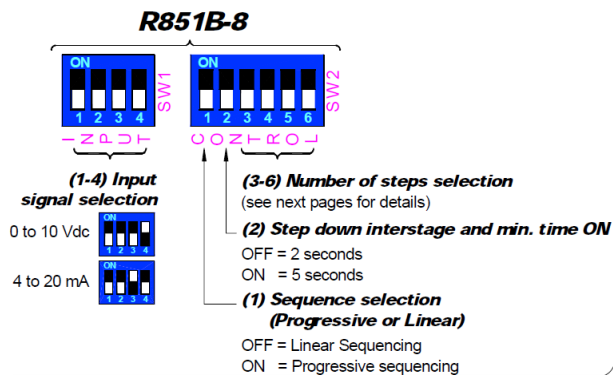 R851B-8
ON
1 2 3 4
SW1
INPUT
ON
1 2 3 4 5 6
SW2
CONTROL
(1-4) Input
signal selection
0 to 10 Vdc
ON
1 2 3 4
4 to 20 mA
ON
1 2 3 4
(3-6) Number of steps selection
(see next pages for details)
(2) Step down interstage and min. time ON
OFF = 2 seconds
ON = 5 seconds
(1) Sequence selection
(Progressive or Linear)
OFF = Linear Sequencing
ON = Progressive sequencing